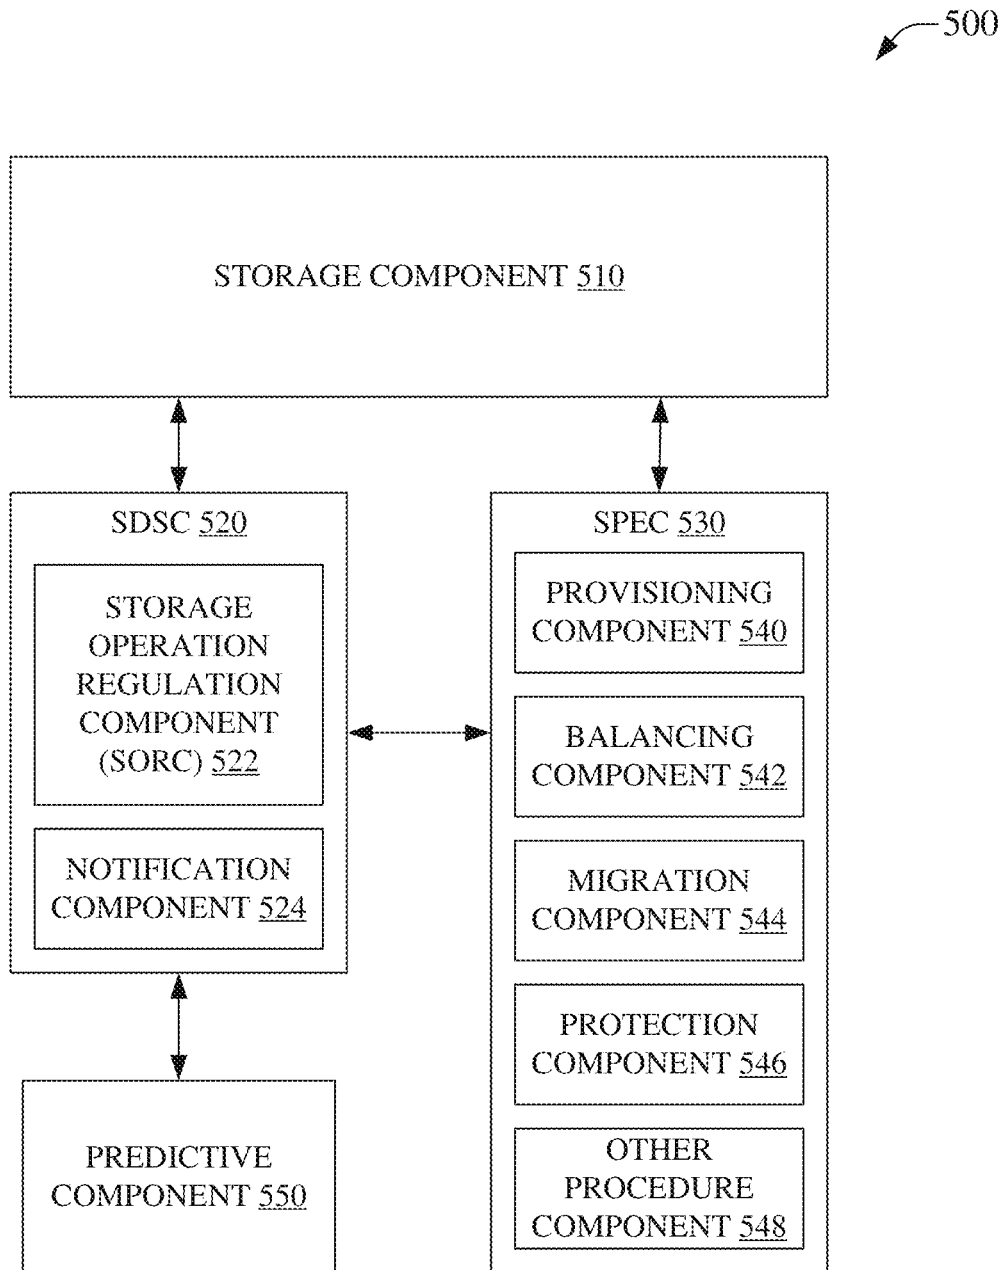 500
STORAGE COMPONENT 510
SDSC 520
STORAGE
OPERATION
REGULATION
COMPONENT
(SORC) 522
NOTIFICATION
COMPONENT 524
PREDICTIVE
COMPONENT 550
SPEC 530
PROVISIONING
COMPONENT 540
BALANCING
COMPONENT 542
MIGRATION
COMPONENT 544
PROTECTION
COMPONENT 546
OTHER
PROCEDURE
COMPONENT 548